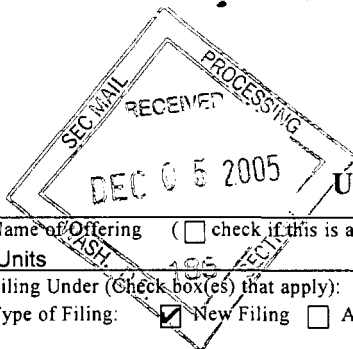 SEC MAIL PROCESSING
RECEIVED
DEC 0 5 2005
WASH. 185 SECTION
U
Name of Offering ( ☐ check if this is a
Units
Filing Under (Check box(es) that apply):
Type of Filing: ☑ New Filing ☐ A